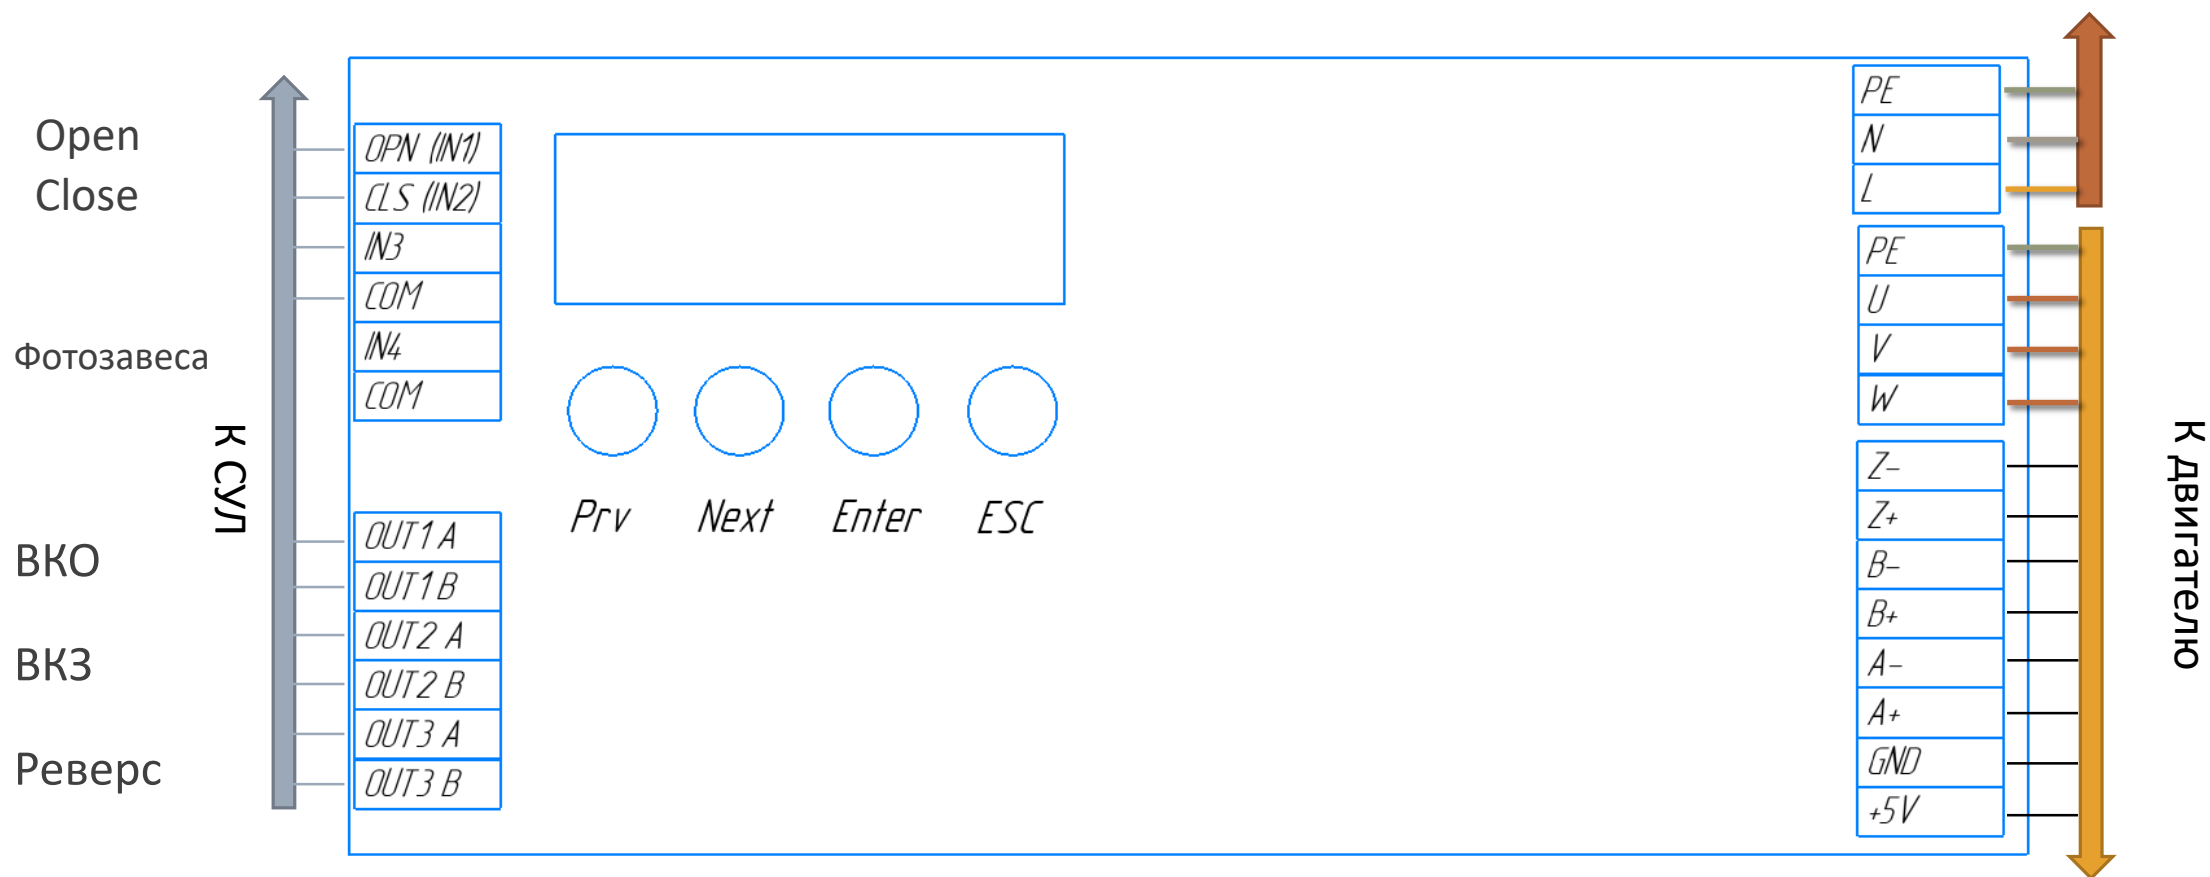 Open
Close
Фотозавеса
К СУЛ
ВКО
ВКЗ
Реверс
OPN (IN1)
CLS (IN2)
IN3
COM
IN4
COM
OUT1 A
OUT1 B
OUT2 A
OUT2 B
OUT3 A
OUT3 B
Prv Next Enter ESC
PE
N
L
PE
U
V
W
Z-
Z+
B-
B+
A-
A+
GND
+5V
К двигателю